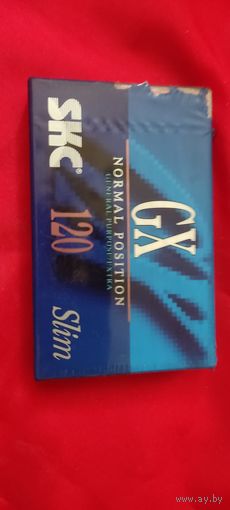 GX
NORMAL POSITION
GENERAL PURPOSE/EXTRA
SKC® 120 Slim
www.ay.by